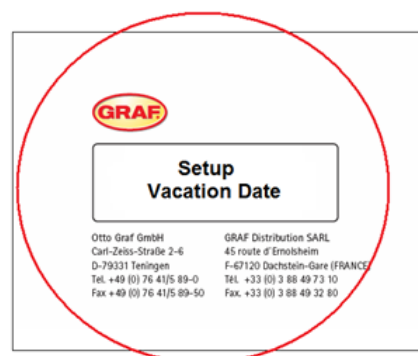 GRAF
Setup
Vacation Date
Otto Graf GmbH
Carl-Zeiss-Straße 2-6
D-79331 Teningen
Tel. +49 (0) 76 41/5 89-0
Fax +49 (0) 76 41/5 89-50
GRAF Distribution SARL
45 route d'Ernolsheim
F-67120 Dachstein-Gare (FRANCE)
Tél. +33 (0) 3 88 49 73 10
Fax. +33 (0) 3 88 49 32 80